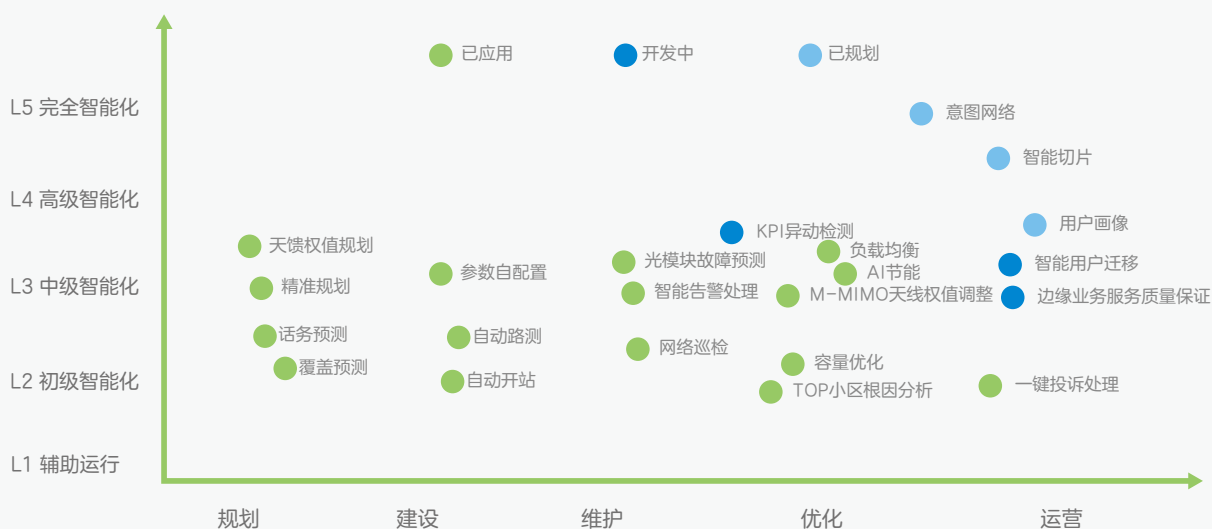 已应用
开发中
已规划
L5 完全智能化
意图网络
智能切片
L4 高级智能化
用户画像
KPI异动检测
天馈权值规划
负载均衡
光模块故障预测
智能用户迁移
参数自配置
AI节能
L3 中级智能化
精准规划
智能告警处理
M-MIMO天线权值调整
边缘业务服务质量保证
话务预测
自动路测
网络巡检
覆盖预测
容量优化
L2 初级智能化
自动开站
TOP小区根因分析
一键投诉处理
L1 辅助运行
规划
建设
维护
优化
运营